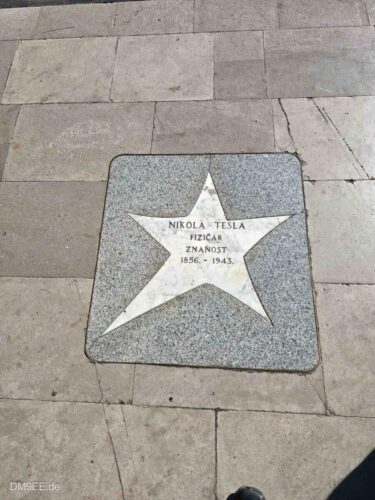 NIKOLA TESLA
FIZIČAR
ZNANOST
1856. - 1943.
DM9EE.de